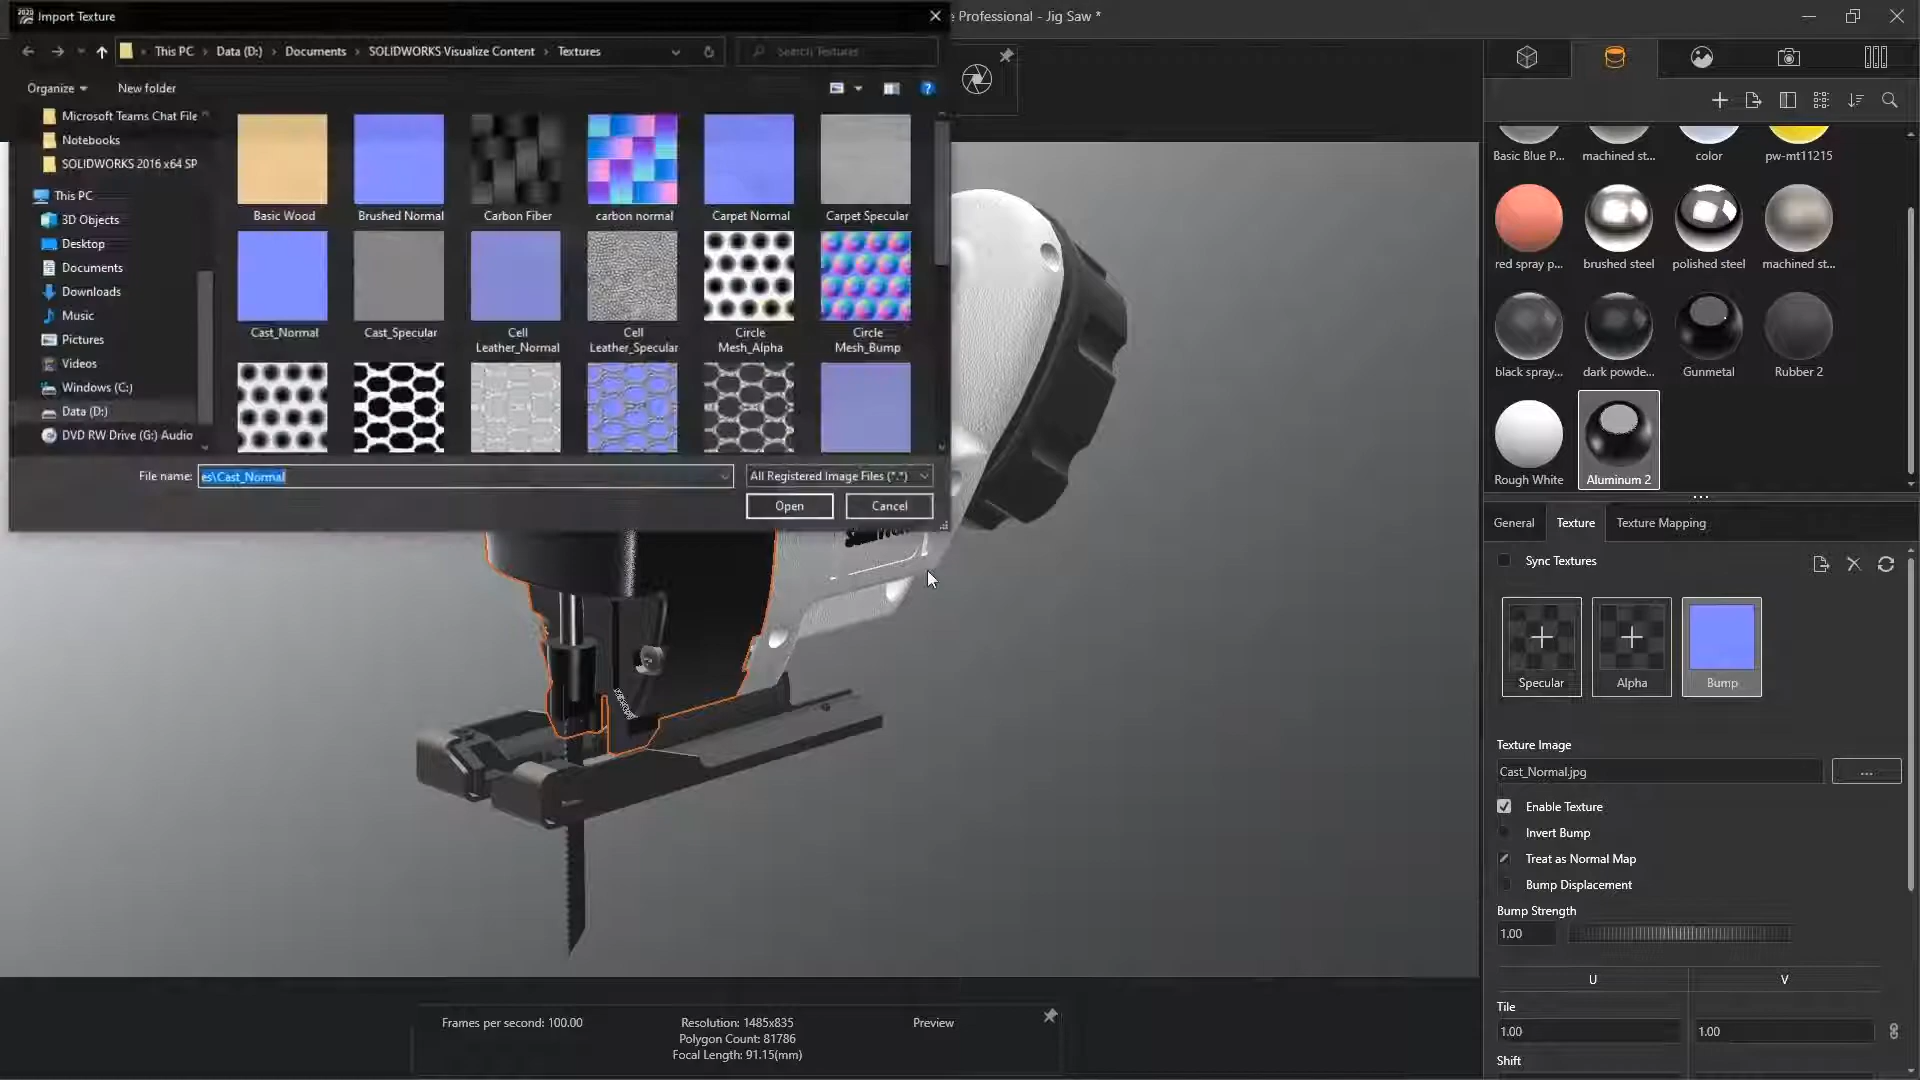 Import Texture
e Professional - Jig Saw *
This PC
Data (D:)
Documents
SOLIDWORKS Visualize Content
Textures
Search Textures
Organize
New folder
Microsoft Teams Chat File
Notebooks
SOLIDWORKS 2016 x64 SP
This PC
3D Objects
Desktop
Documents
Downloads
Music
Pictures
Videos
Windows (C:)
Data (D:)
DVD RW Drive (G:) Audio
Basic Wood
Brushed Normal
Carbon Fiber
carbon normal
Carpet Normal
Carpet Specular
Cast_Normal
Cast_Specular
Cell
Leather_Normal
Cell
Leather_Specular
Circle
Mesh_Alpha
Circle
Mesh_Bump
File name:
es\Cast_Normal
All Registered Image Files (*.*)
Open
Cancel
Basic Blue P...
machined st...
color
pw-mt11215
red spray p...
brushed steel
polished steel
machined st...
black spray...
dark powde...
Gunmetal
Rubber 2
Rough White
Aluminum 2
General
Texture
Texture Mapping
Sync Textures
Specular
Alpha
Bump
Texture Image
Cast_Normal.jpg
...
Enable Texture
Invert Bump
Treat as Normal Map
Bump Displacement
Bump Strength
1.00
U
V
Tile
1.00
1.00
Shift
Frames per second: 100.00
Resolution: 1485x835
Preview
Polygon Count: 81786
Focal Length: 91.15(mm)